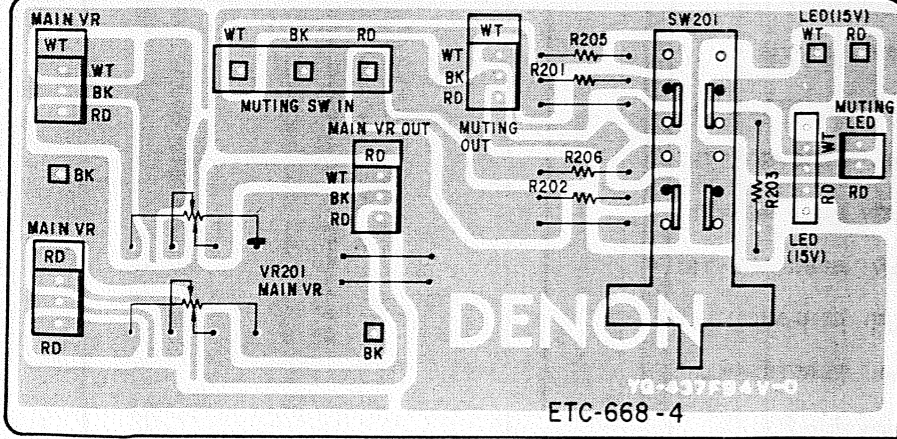 MAIN VR
WT
WT
BK
RD
BK
MAIN VR
RD
RD
WT BK RD
MUTING SW IN
MAIN VR OUT
RD
WT
BK
RD
VR201
MAIN VR
BK
WT
WT
BK
RD
MUTING
OUT
R205
R201
R206
R202
SW201
R203
LED(15V)
WT RD
WT
RD
LED
(15V)
MUTING
LED
RD
DENON
ETC-668-4